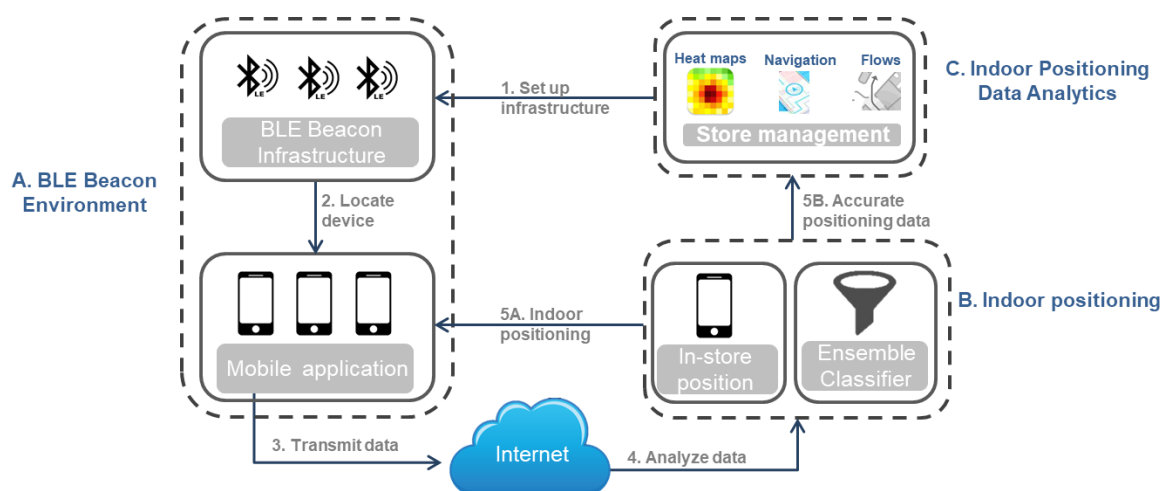 LE
LE
LE
BLE Beacon
Infrastructure
1. Set up
infrastructure
Heat maps
Navigation
Flows
Store management
C. Indoor Positioning
Data Analytics
A. BLE Beacon
Environment
2. Locate
device
5B. Accurate
positioning data
Mobile application
5A. Indoor
positioning
In-store
position
Ensemble
Classifier
B. Indoor positioning
3. Transmit data
Internet
4. Analyze data